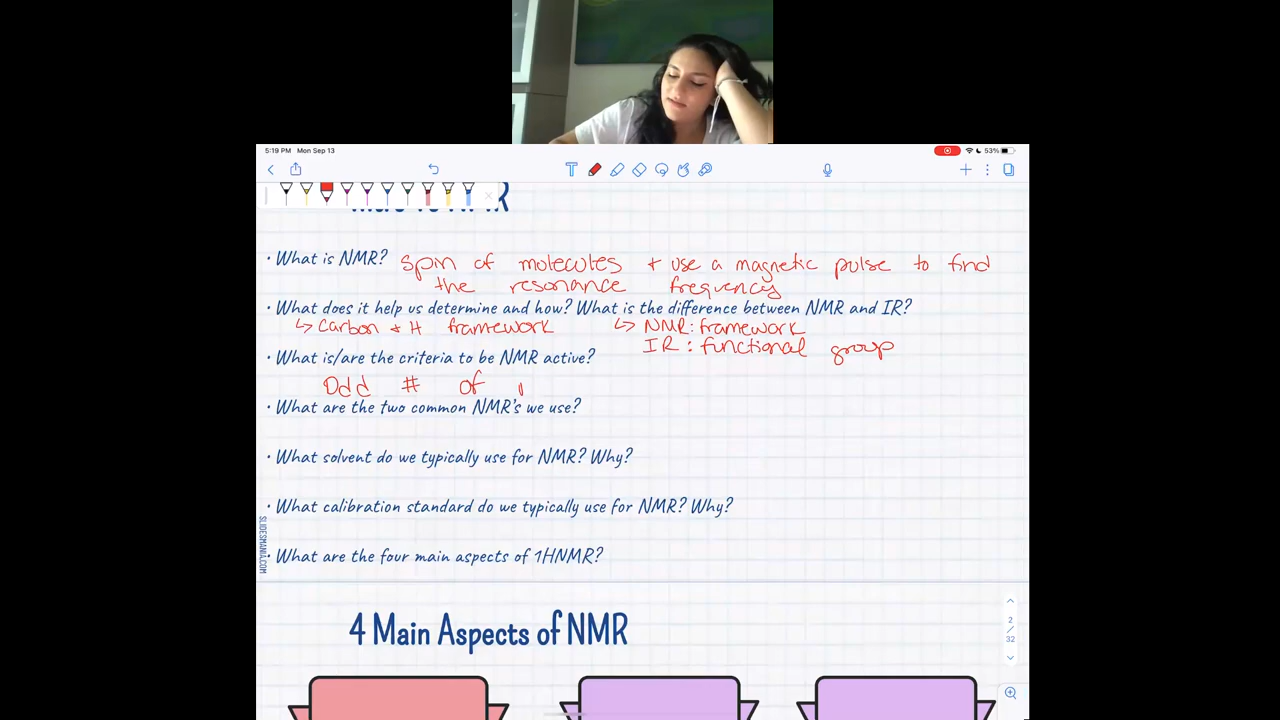 5:19 PM Mon Sep 13
53%
Intro to NMR
• What is NMR? Spin of molecules + use a magnetic pulse to find
the resonance frequency
• What does it help us determine and how? What is the difference between NMR and IR?
↳ Carbon + H framework ↳ NMR: framework
IR: functional group
• What is/are the criteria to be NMR active?
Odd # of
• What are the two common NMR's we use?
• What solvent do we typically use for NMR? Why?
• What calibration standard do we typically use for NMR? Why?
• What are the four main aspects of 1HNMR?
SLIDESMANIA.COM
4 Main Aspects of NMR
2
/
32